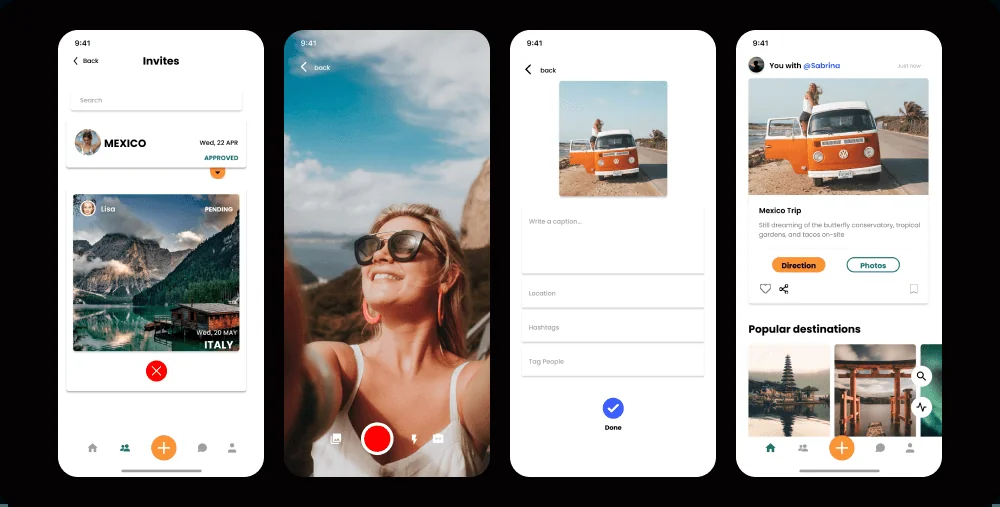 9:41
Back
Invites
Search
MEXICO
Wed, 22 APR
APPROVED
Lisa
PENDING
Wed, 20 MAY
ITALY
9:41
back
9:41
back
Write a caption...
Location
Hashtags
Tag People
Done
9:41
You with @Sabrina
Just now
Mexico Trip
Still dreaming of the butterfly conservatory, tropical
gardens, and tacos on-site
Direction
Photos
Popular destinations